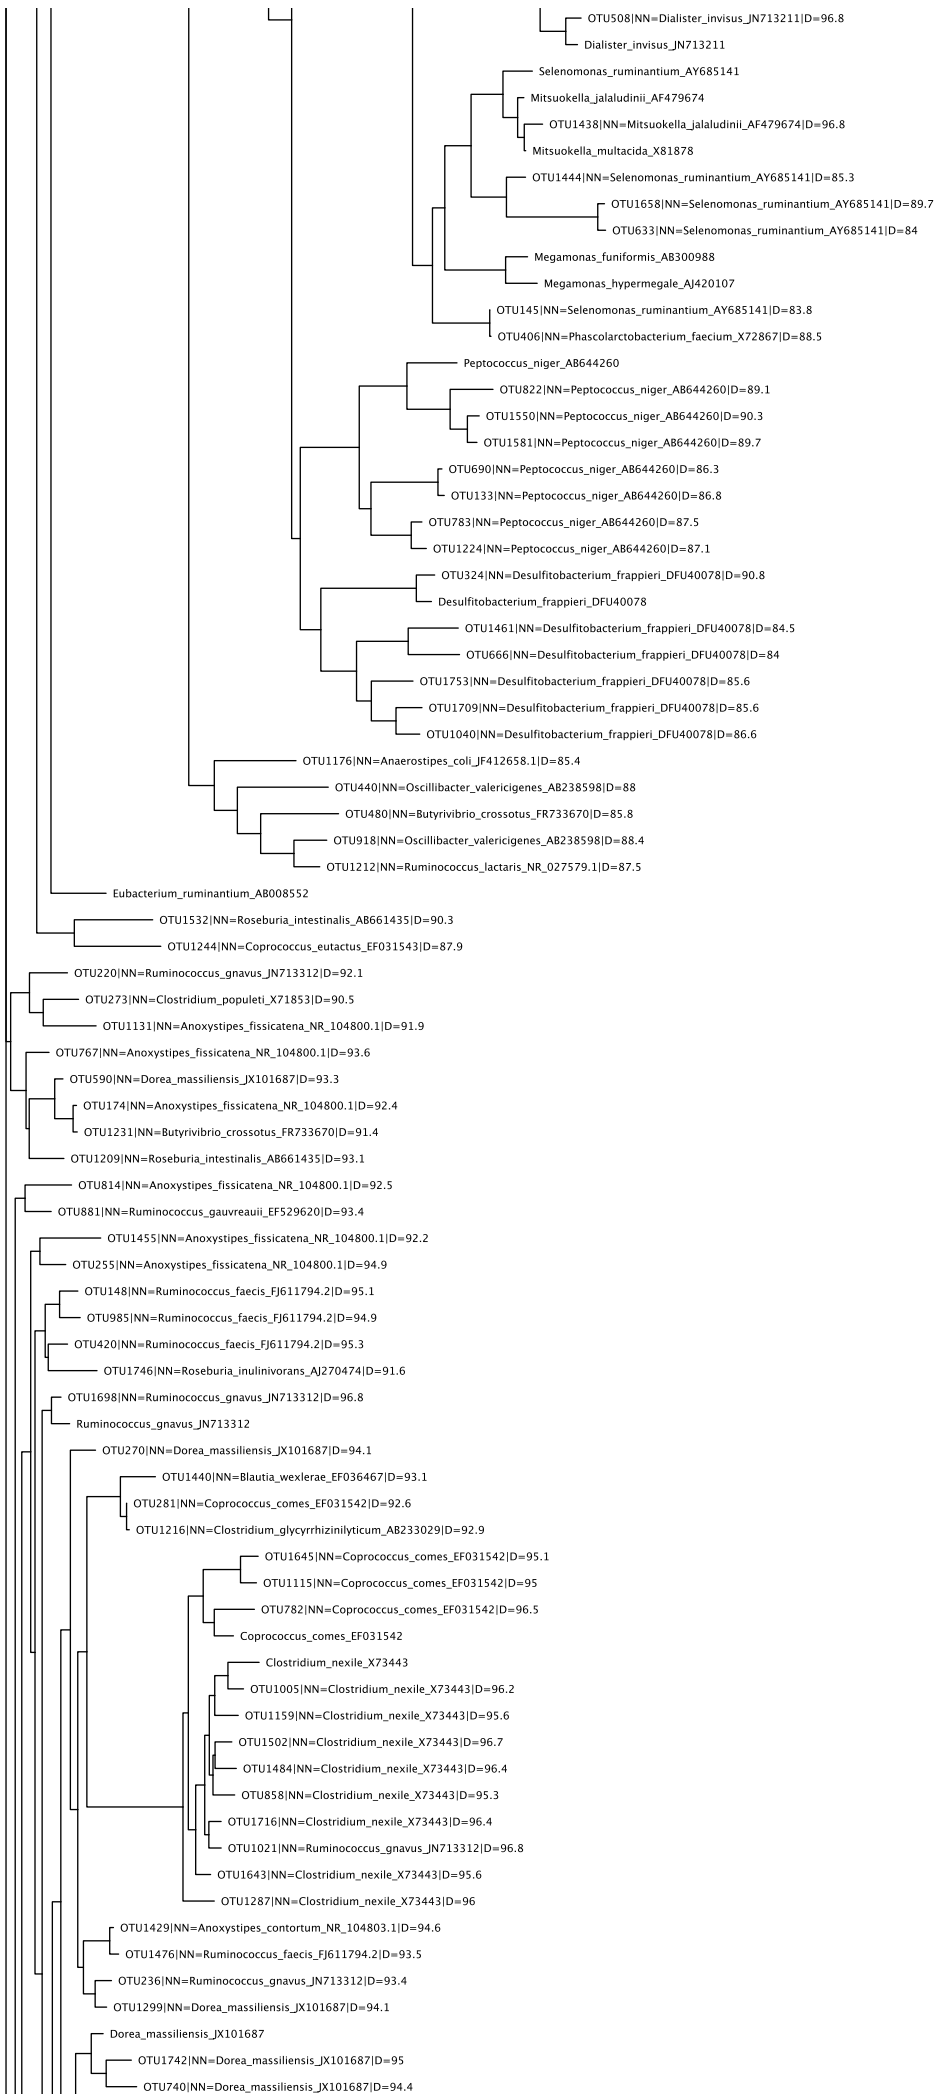 OTU508|NN=Dialister_invisus_JN713211|D=96.8
Dialister_invisus_JN713211
Selenomonas_ruminantium_AY685141
Mitsuokella_jalaludinii_AF479674
OTU1438|NN=Mitsuokella_jalaludinii_AF479674|D=96.8
Mitsuokella_multacida_X81878
OTU1444|NN=Selenomonas_ruminantium_AY685141|D=85.3
OTU1658|NN=Selenomonas_ruminantium_AY685141|D=89.7
OTU633|NN=Selenomonas_ruminantium_AY685141|D=84
Megamonas_funiformis_AB300988
Megamonas_hypermegale_AJ420107
OTU145|NN=Selenomonas_ruminantium_AY685141|D=83.8
OTU406|NN=Phascolarctobacterium_faecium_X72867|D=88.5
Peptococcus_niger_AB644260
OTU822|NN=Peptococcus_niger_AB644260|D=89.1
OTU1550|NN=Peptococcus_niger_AB644260|D=90.3
OTU1581|NN=Peptococcus_niger_AB644260|D=89.7
OTU690|NN=Peptococcus_niger_AB644260|D=86.3
OTU133|NN=Peptococcus_niger_AB644260|D=86.8
OTU783|NN=Peptococcus_niger_AB644260|D=87.5
OTU1224|NN=Peptococcus_niger_AB644260|D=87.1
OTU324|NN=Desulfitobacterium_frappieri_DFU40078|D=90.8
Desulfitobacterium_frappieri_DFU40078
OTU1461|NN=Desulfitobacterium_frappieri_DFU40078|D=84.5
OTU666|NN=Desulfitobacterium_frappieri_DFU40078|D=84
OTU1753|NN=Desulfitobacterium_frappieri_DFU40078|D=85.6
OTU1709|NN=Desulfitobacterium_frappieri_DFU40078|D=85.6
OTU1040|NN=Desulfitobacterium_frappieri_DFU40078|D=86.6
OTU1176|NN=Anaerostipes_coli_JF412658.1|D=85.4
OTU440|NN=Oscillibacter_valericigenes_AB238598|D=88
OTU480|NN=Butyrivibrio_crossotus_FR733670|D=85.8
OTU918|NN=Oscillibacter_valericigenes_AB238598|D=88.4
OTU1212|NN=Ruminococcus_lactaris_NR_027579.1|D=87.5
Eubacterium_ruminantium_AB008552
OTU1532|NN=Roseburia_intestinalis_AB661435|D=90.3
OTU1244|NN=Coprococcus_eutactus_EF031543|D=87.9
OTU220|NN=Ruminococcus_gnavus_JN713312|D=92.1
OTU273|NN=Clostridium_populeti_X71853|D=90.5
OTU1131|NN=Anoxystipes_fissicatena_NR_104800.1|D=91.9
OTU767|NN=Anoxystipes_fissicatena_NR_104800.1|D=93.6
OTU590|NN=Dorea_massiliensis_JX101687|D=93.3
OTU174|NN=Anoxystipes_fissicatena_NR_104800.1|D=92.4
OTU1231|NN=Butyrivibrio_crossotus_FR733670|D=91.4
OTU1209|NN=Roseburia_intestinalis_AB661435|D=93.1
OTU814|NN=Anoxystipes_fissicatena_NR_104800.1|D=92.5
OTU881|NN=Ruminococcus_gauvreauii_EF529620|D=93.4
OTU1455|NN=Anoxystipes_fissicatena_NR_104800.1|D=92.2
OTU255|NN=Anoxystipes_fissicatena_NR_104800.1|D=94.9
OTU148|NN=Ruminococcus_faecis_FJ611794.2|D=95.1
OTU985|NN=Ruminococcus_faecis_FJ611794.2|D=94.9
OTU420|NN=Ruminococcus_faecis_FJ611794.2|D=95.3
OTU1746|NN=Roseburia_inulinivorans_AJ270474|D=91.6
OTU1698|NN=Ruminococcus_gnavus_JN713312|D=96.8
Ruminococcus_gnavus_JN713312
OTU270|NN=Dorea_massiliensis_JX101687|D=94.1
OTU1440|NN=Blautia_wexlerae_EF036467|D=93.1
OTU281|NN=Coprococcus_comes_EF031542|D=92.6
OTU1216|NN=Clostridium_glycyrrhizinilyticum_AB233029|D=92.9
OTU1645|NN=Coprococcus_comes_EF031542|D=95.1
OTU1115|NN=Coprococcus_comes_EF031542|D=95
OTU782|NN=Coprococcus_comes_EF031542|D=96.5
Coprococcus_comes_EF031542
Clostridium_nexile_X73443
OTU1005|NN=Clostridium_nexile_X73443|D=96.2
OTU1159|NN=Clostridium_nexile_X73443|D=95.6
OTU1502|NN=Clostridium_nexile_X73443|D=96.7
OTU1484|NN=Clostridium_nexile_X73443|D=96.4
OTU858|NN=Clostridium_nexile_X73443|D=95.3
OTU1716|NN=Clostridium_nexile_X73443|D=96.4
OTU1021|NN=Ruminococcus_gnavus_JN713312|D=96.8
OTU1643|NN=Clostridium_nexile_X73443|D=95.6
OTU1287|NN=Clostridium_nexile_X73443|D=96
OTU1429|NN=Anoxystipes_contortum_NR_104803.1|D=94.6
OTU1476|NN=Ruminococcus_faecis_FJ611794.2|D=93.5
OTU236|NN=Ruminococcus_gnavus_JN713312|D=93.4
OTU1299|NN=Dorea_massiliensis_JX101687|D=94.1
Dorea_massiliensis_JX101687
OTU1742|NN=Dorea_massiliensis_JX101687|D=95
OTU740|NN=Dorea_massiliensis_JX101687|D=94.4